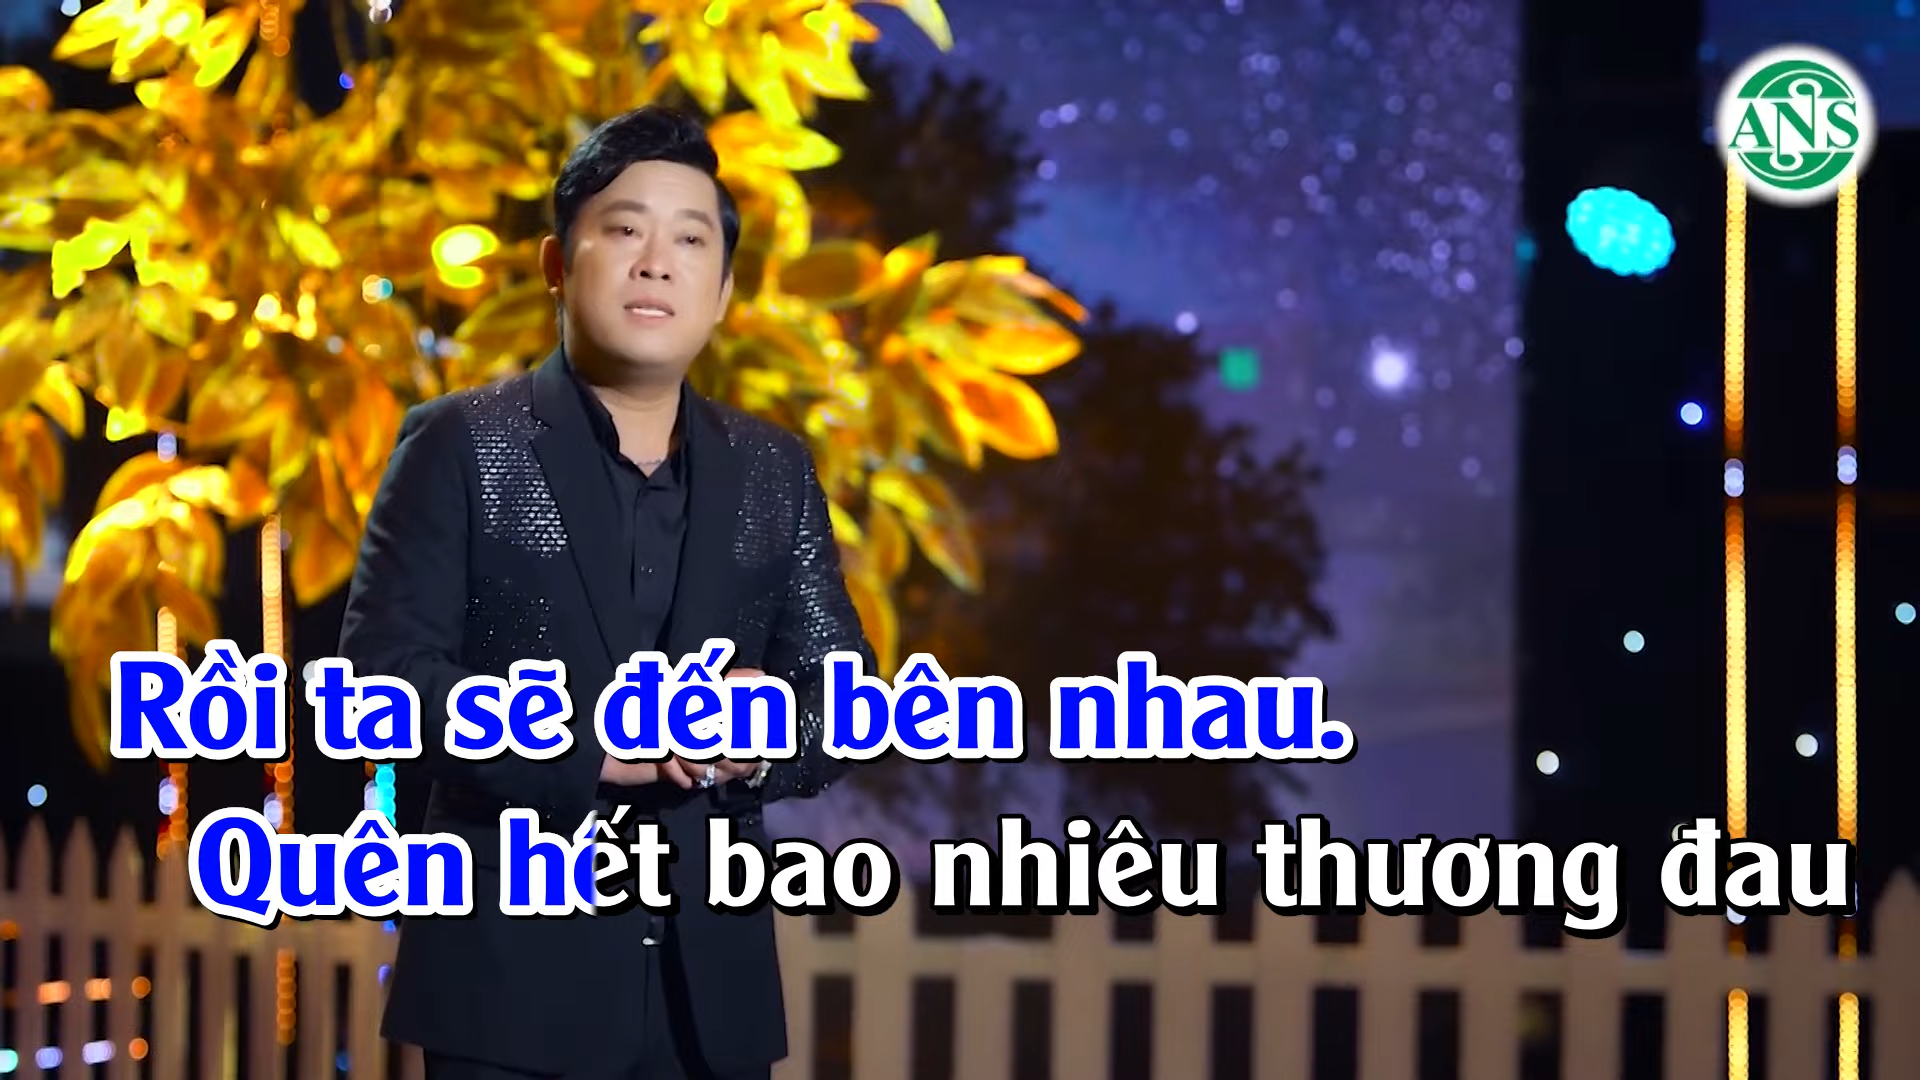 ANS
Rồi ta sẽ đến bên nhau.
Quên hết bao nhiêu thương đau